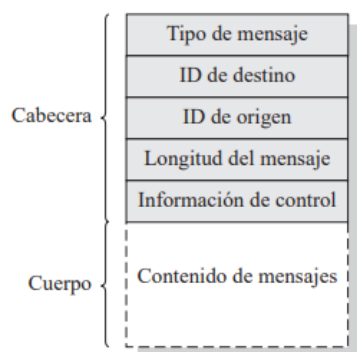 Tipo de mensaje
ID de destino
Cabecera
ID de origen
Longitud del mensaje
Información de control
Cuerpo
Contenido de mensajes